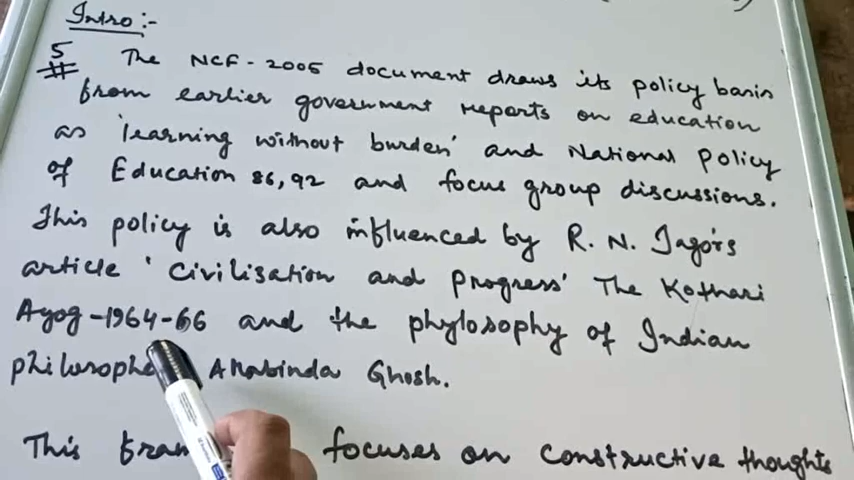 Intro:-
5
# The NCF-2005 document draws its policy basis
from earlier government reports on education
as 'learning without burden' and National policy
of Education 86,92 and focus group discussions.
This policy is also influenced by R. N. Tagor's
article 'Civilisation and progress' The Kothari
Ayog-1964-66 and the phylosophy of Indian
Arabinda Ghosh.
This focuses on constructive thoughts